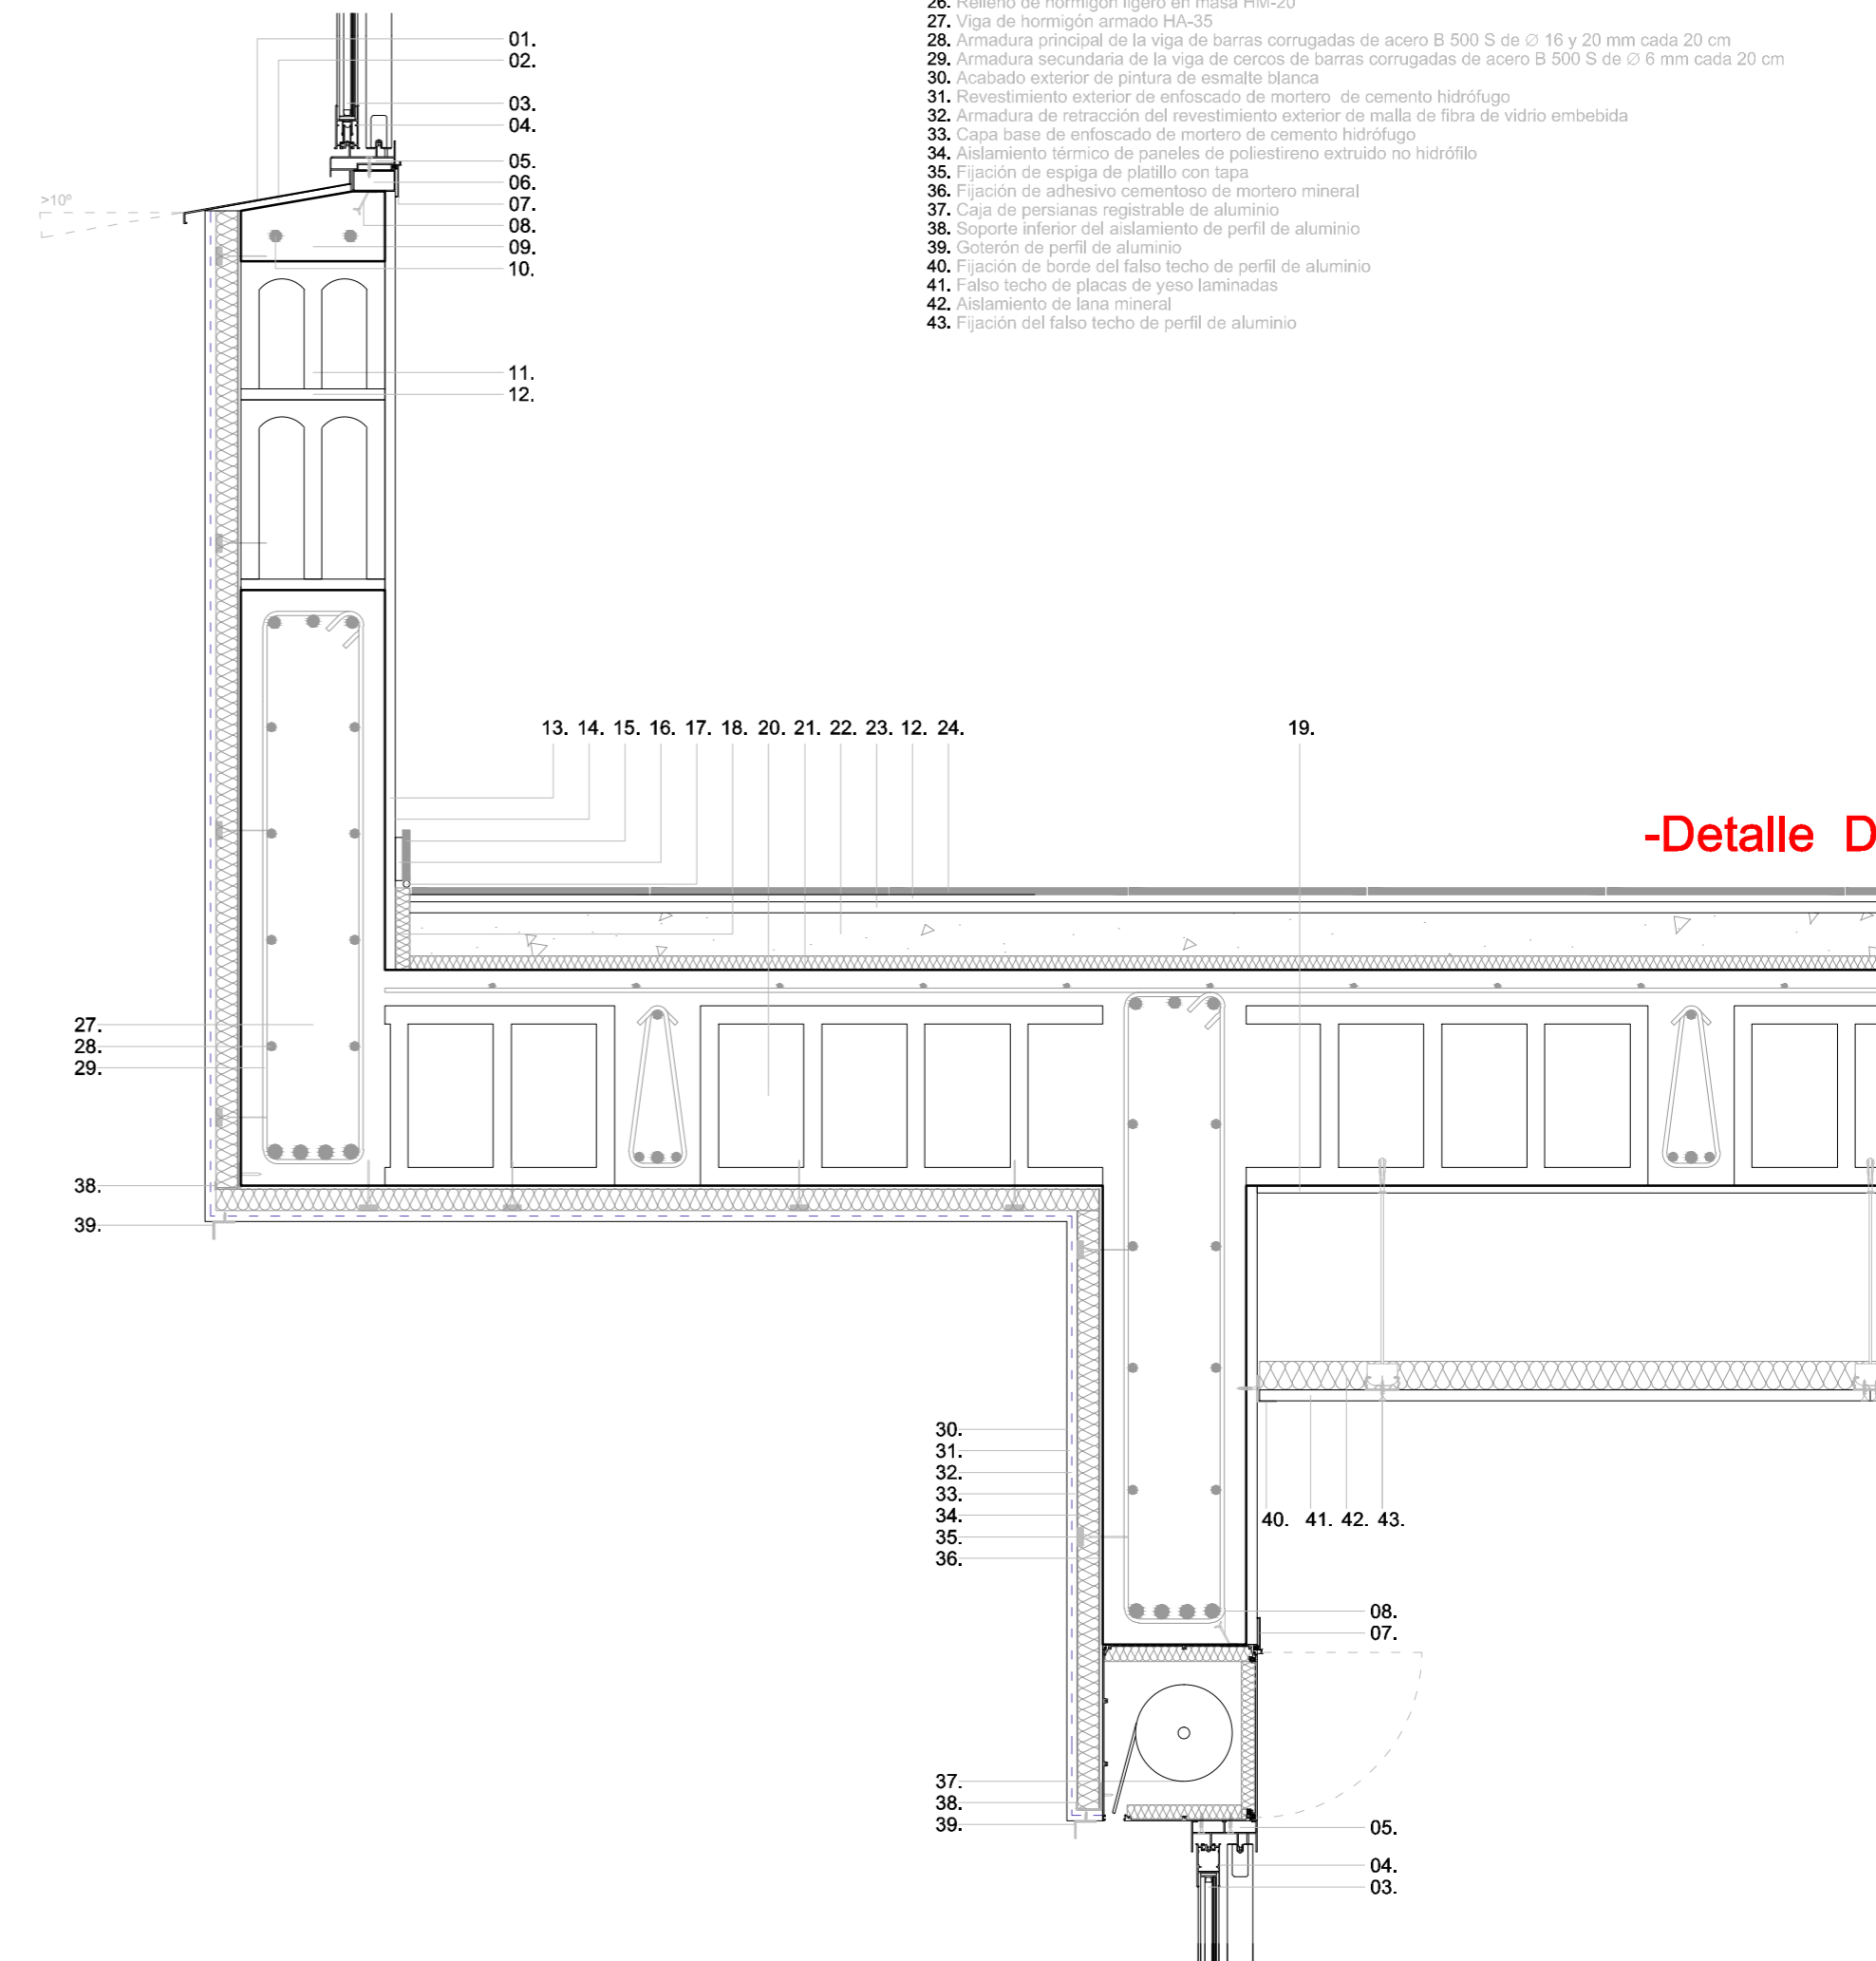 26. Relleno de hormigón ligero en masa HM-20
27. Viga de hormigón armado HA-35
28. Armadura principal de la viga de barras corrugadas de acero B 500 S de ∅ 16 y 20 mm cada 20 cm
29. Armadura secundaria de la viga de cercos de barras corrugadas de acero B 500 S de ∅ 6 mm cada 20 cm
30. Acabado exterior de pintura de esmalte blanca
31. Revestimiento exterior de enfoscado de mortero de cemento hidrófugo
32. Armadura de retracción del revestimiento exterior de malla de fibra de vidrio embebida
33. Capa base de enfoscado de mortero de cemento hidrófugo
34. Aislamiento térmico de paneles de poliestireno extruido no hidrófilo
35. Fijación de espiga de platillo con tapa
36. Fijación de adhesivo cementoso de mortero mineral
37. Caja de persianas registrable de aluminio
38. Soporte inferior del aislamiento de perfil de aluminio
39. Goterón de perfil de aluminio
40. Fijación de borde del falso techo de perfil de aluminio
41. Falso techo de placas de yeso laminadas
42. Aislamiento de lana mineral
43. Fijación del falso techo de perfil de aluminio
01.
02.
03.
04.
05.
06.
07.
08.
09.
10.
>10º
11.
12.
13. 14. 15. 16. 17. 18. 20. 21. 22. 23. 12. 24.
19.
-Detalle D
27.
28.
29.
38.
39.
30.
31.
32.
33.
34.
35.
36.
40. 41. 42. 43.
08.
07.
37.
38.
39.
05.
04.
03.